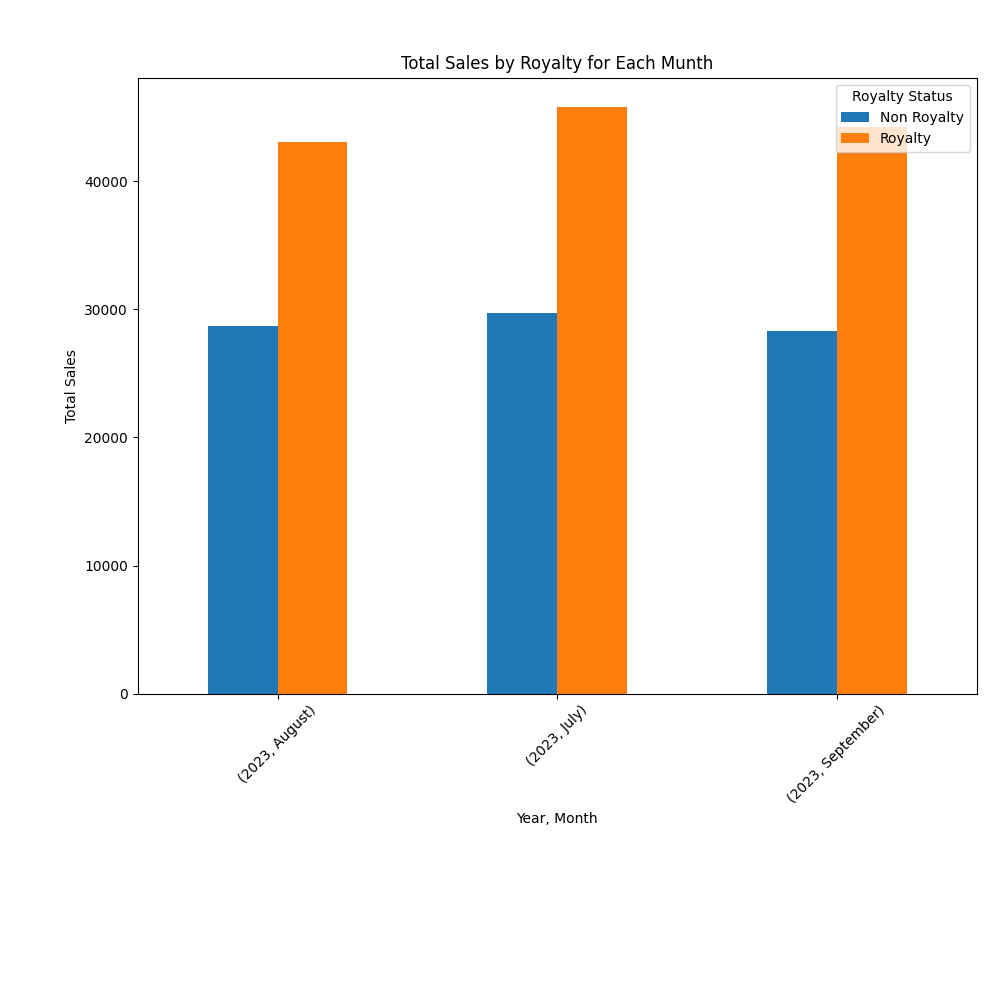 Total Sales by Royalty for Each Munth
Royalty Status
Non Royalty
Royalty
40000
30000
20000
10000
0
Total Sales
(2023, August)
(2023, July)
(2023, September)
Year, Month